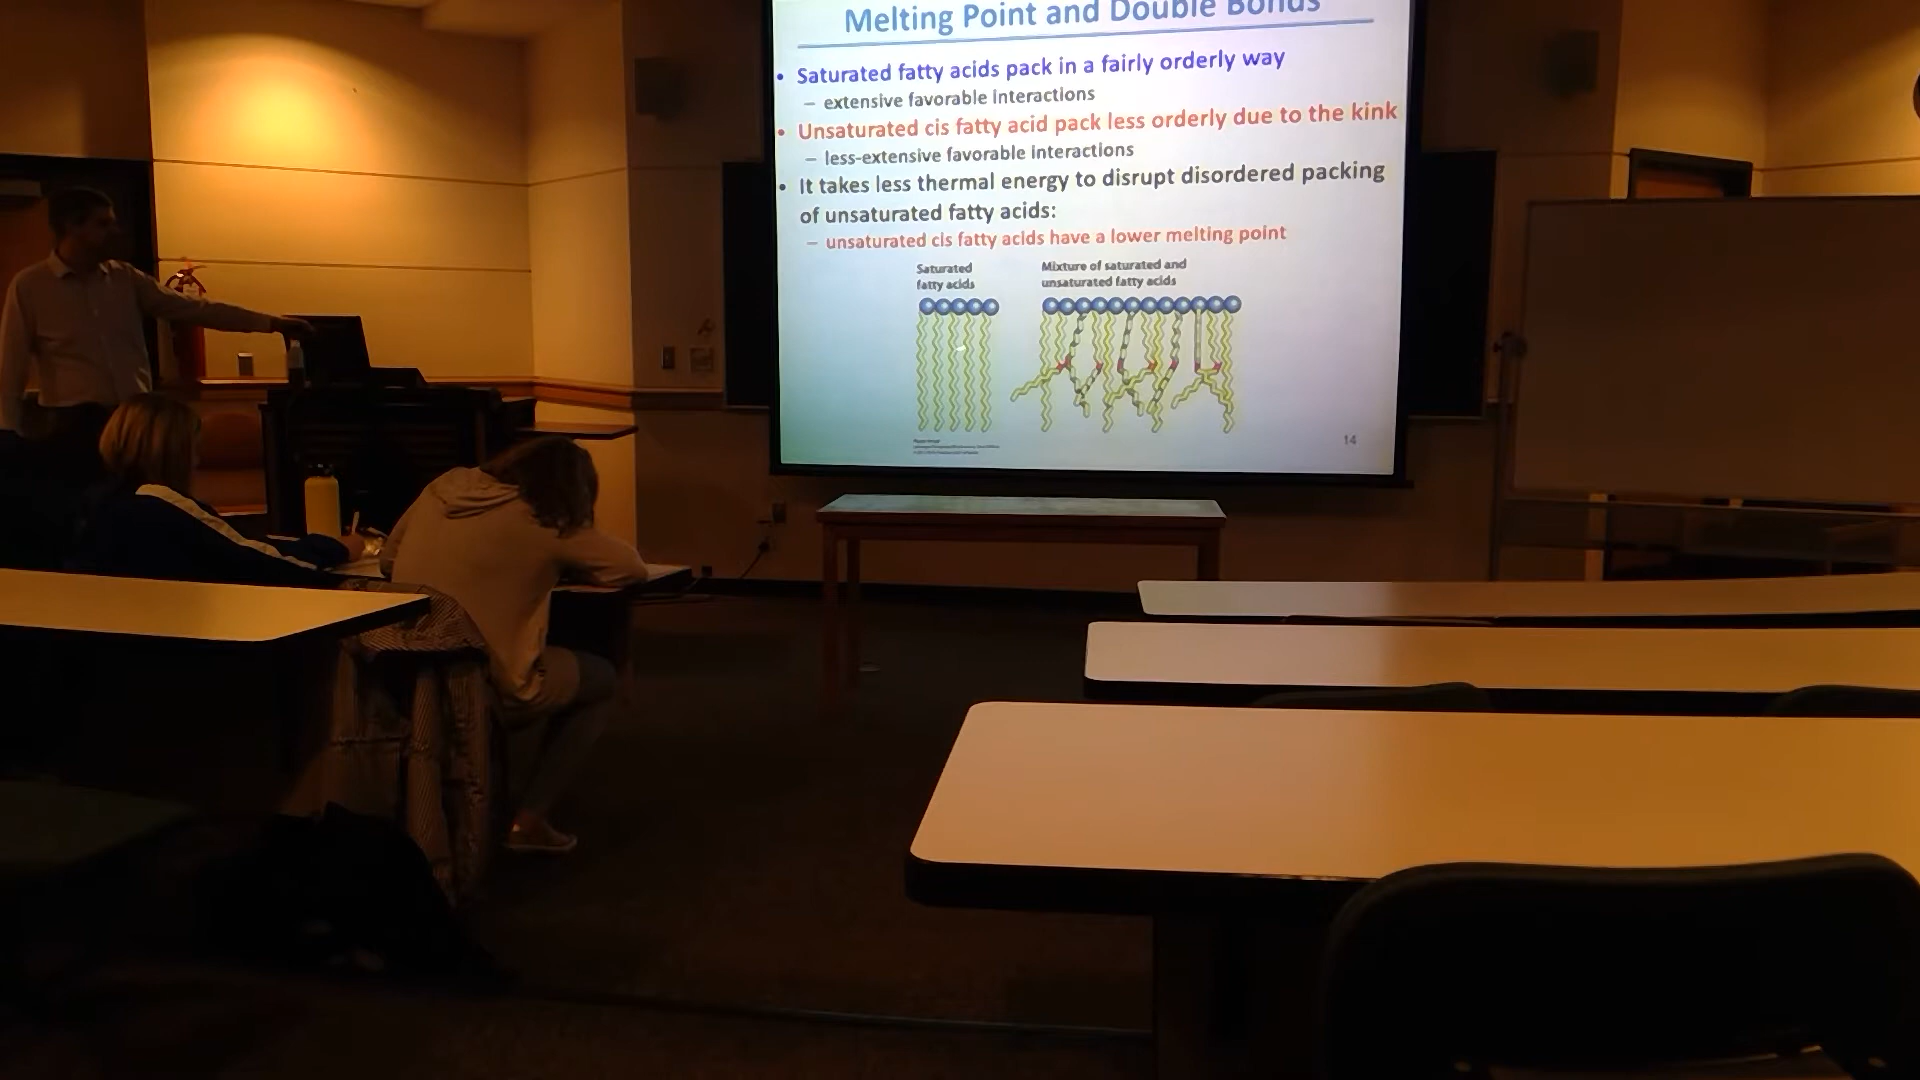 Melting Point and Double Bonds
• Saturated fatty acids pack in a fairly orderly way
– extensive favorable interactions
• Unsaturated cis fatty acid pack less orderly due to the kink
– less-extensive favorable interactions
• It takes less thermal energy to disrupt disordered packing
of unsaturated fatty acids:
– unsaturated cis fatty acids have a lower melting point
Saturated
fatty acids
Mixture of saturated and
unsaturated fatty acids
14